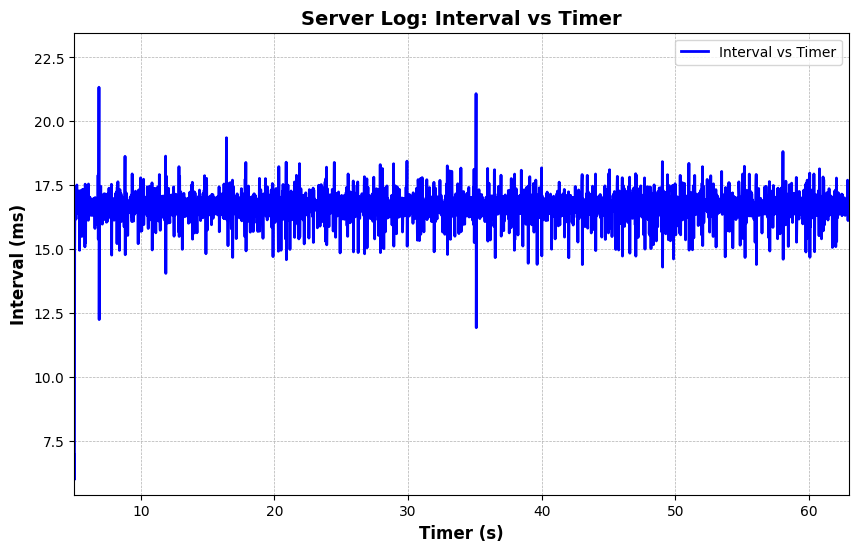 Server Log: Interval vs Timer
Interval vs Timer
22.5
20.0
17.5
15.0
12.5
10.0
7.5
Interval (ms)
10 20 30 40 50 60
Timer (s)